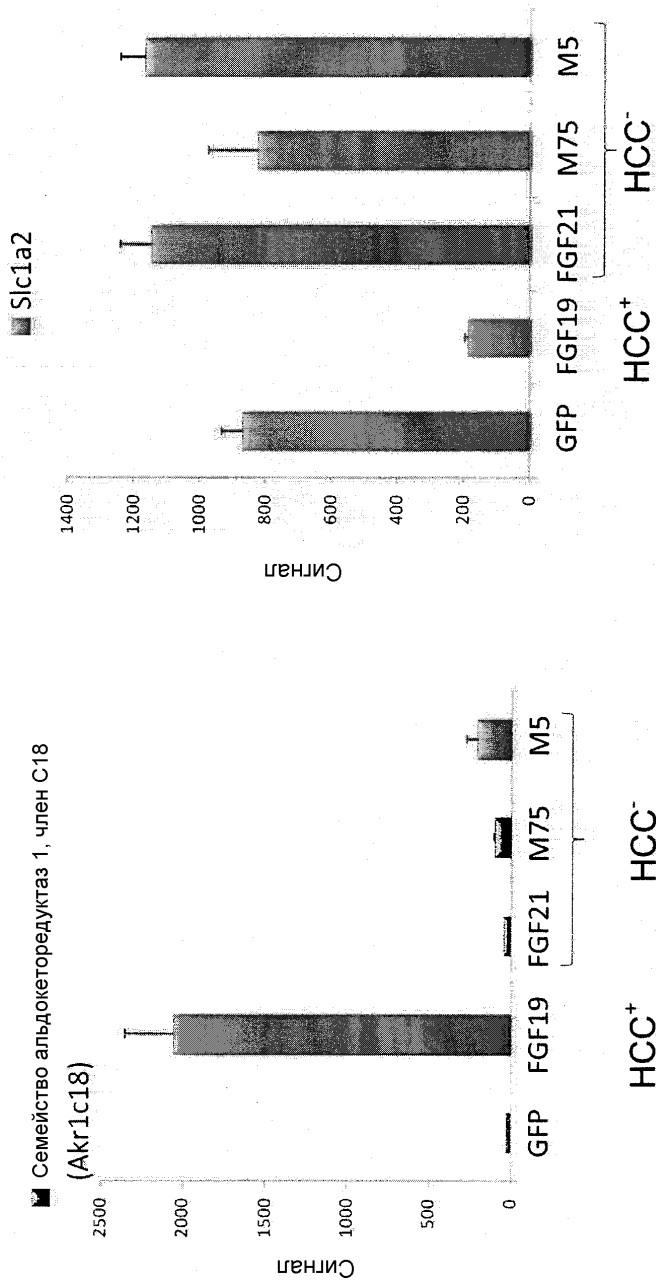 Семейство альдокеторедуктаз 1, член C18
(Akr1c18)
Сигнал
2500
2000
1500
1000
500
0
GFP
FGF19
FGF21
M75
M5
HCC+
HCC-
Slc1a2
Сигнал
1400
1200
1000
800
600
400
200
0
GFP
FGF19
FGF21
M75
M5
HCC+
HCC-